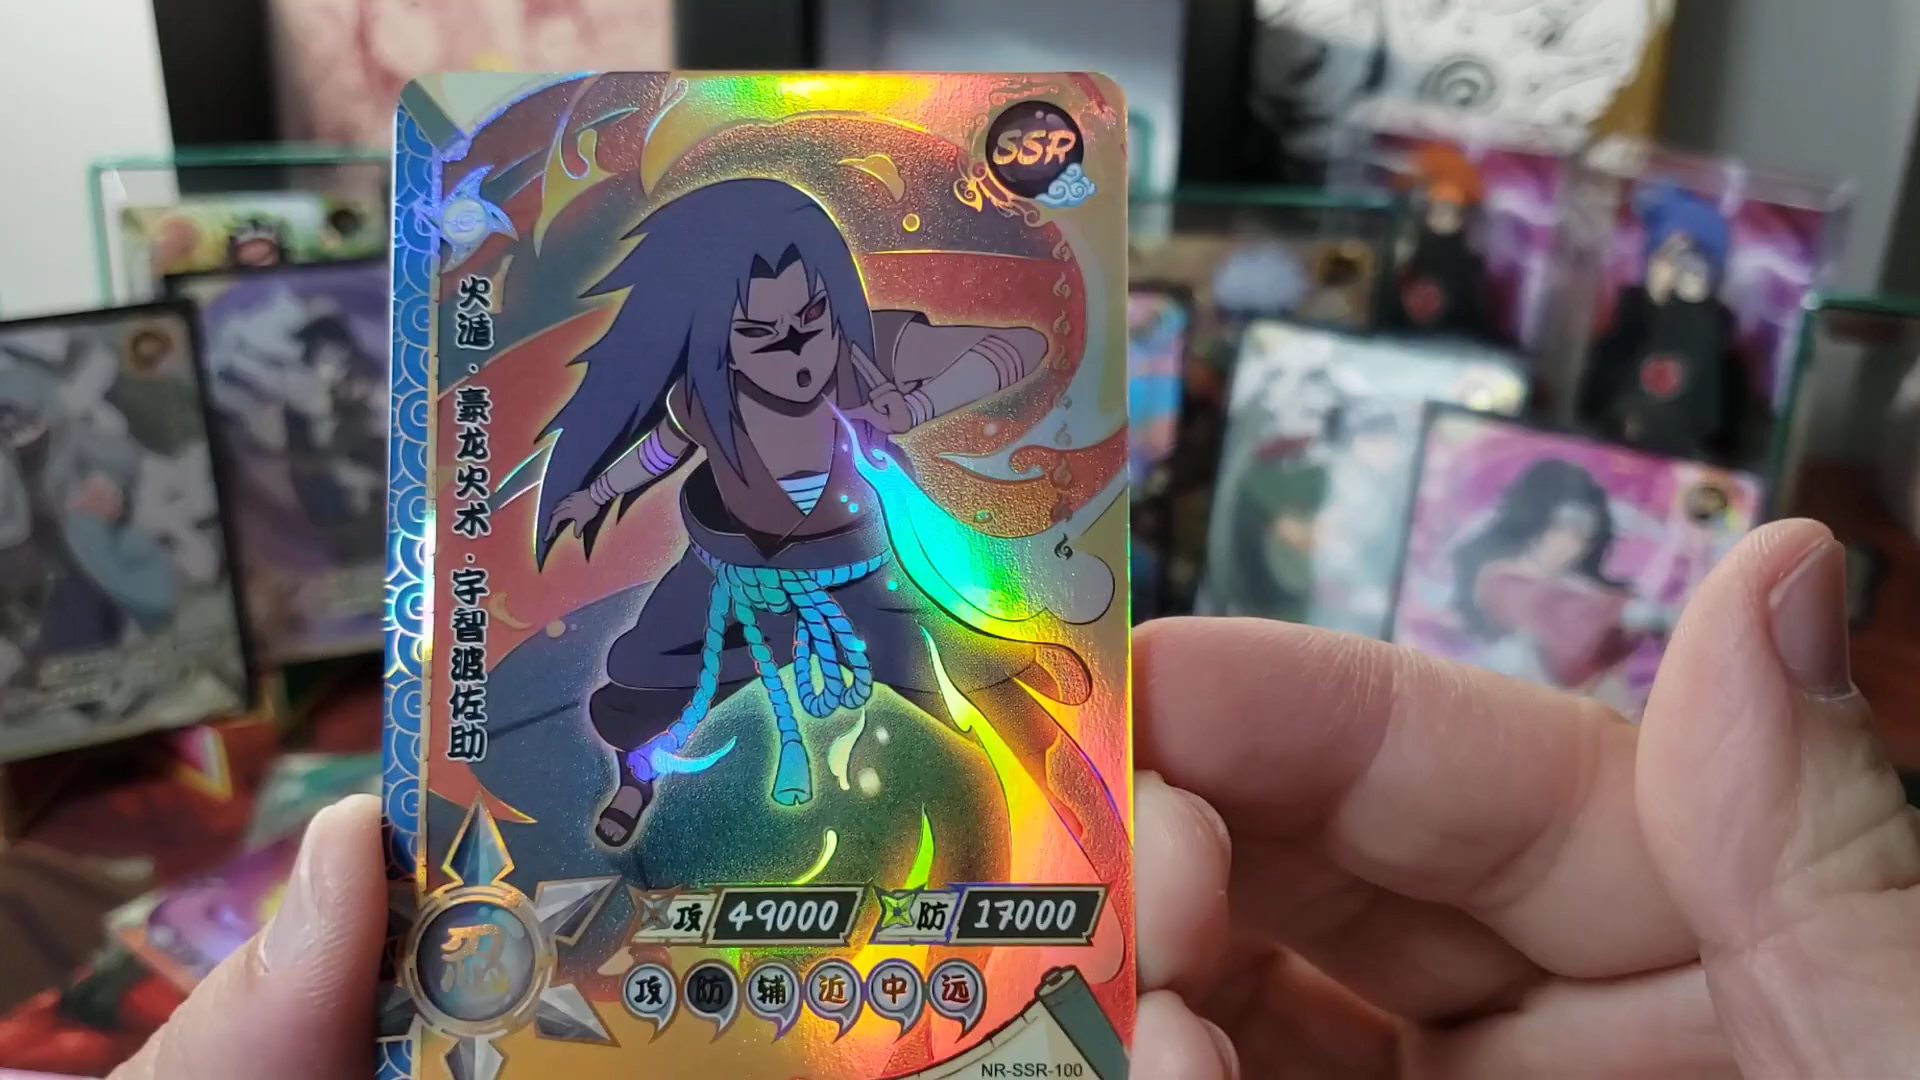 SSR
火遁·豪龙火术·宇智波佐助
忍
攻 49000 防 17000
攻 防 辅 近 中 远
NR-SSR-100